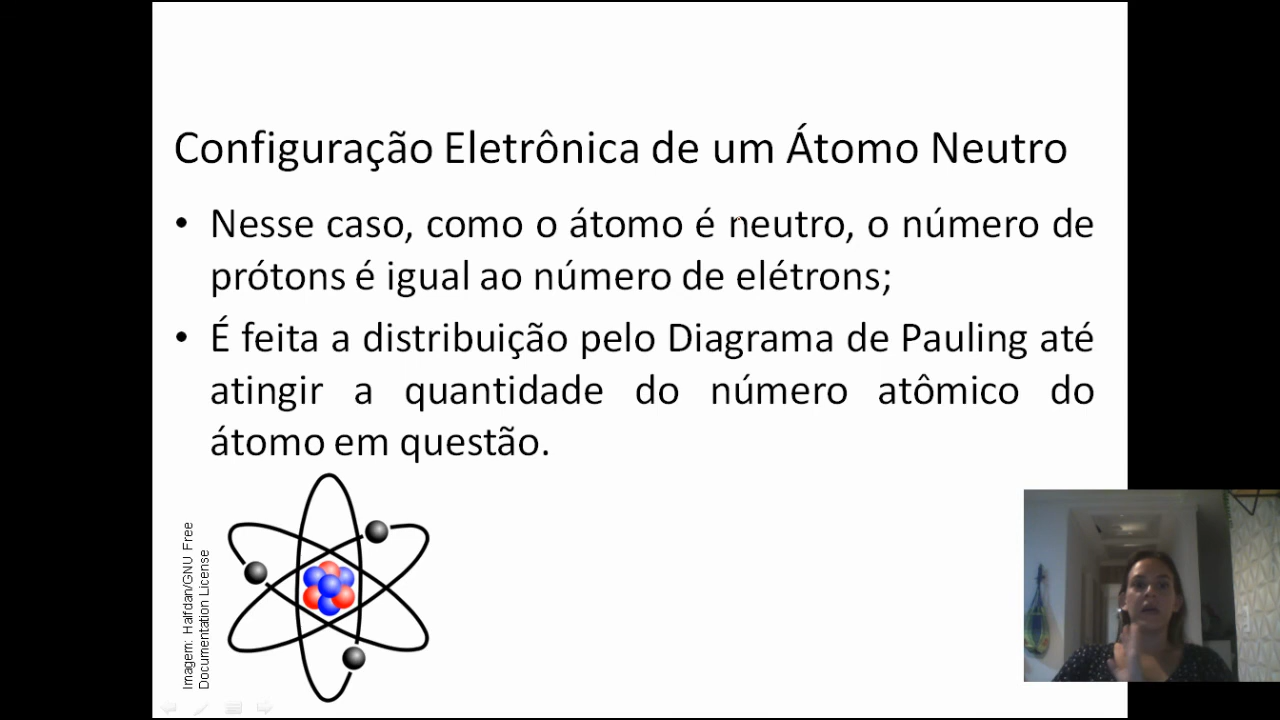 Configuração Eletrônica de um Átomo Neutro
• Nesse caso, como o átomo é neutro, o número de
prótons é igual ao número de elétrons;
• É feita a distribuição pelo Diagrama de Pauling até
atingir a quantidade do número atômico do
átomo em questão.
Imagem: Halfdan/GNU Free
Documentation License